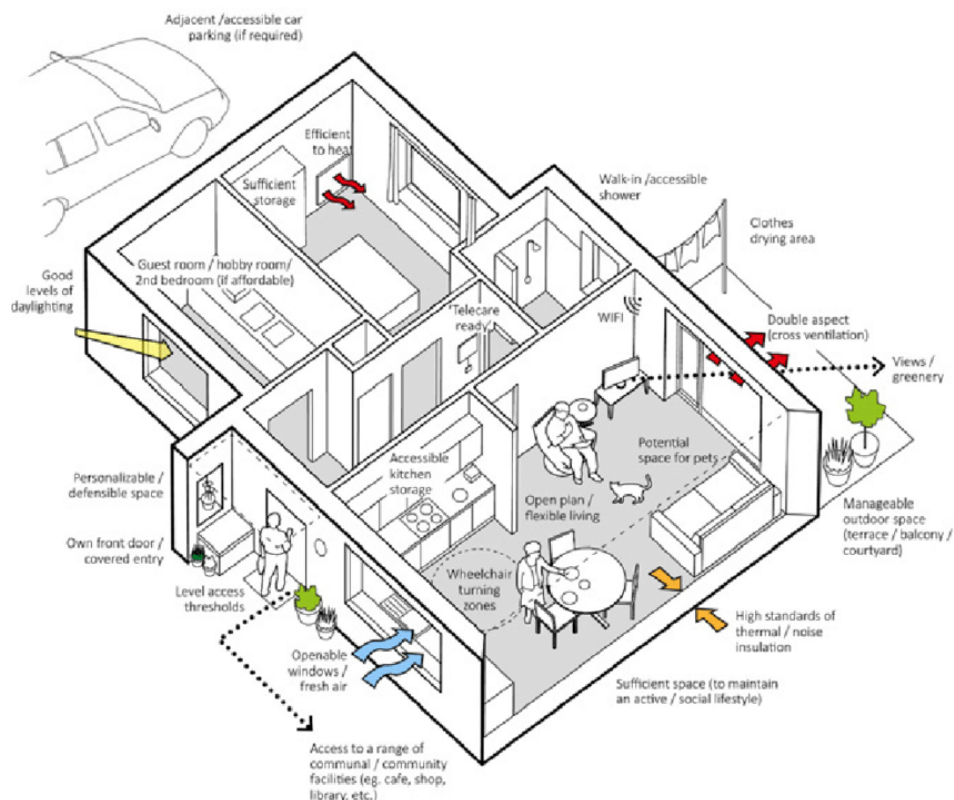 Adjacent /accessible car
parking (if required)
Efficient
to heat
Sufficient
storage
Walk-in /accessible
shower
Clothes
drying area
Guest room / hobby room/
2nd bedroom (if affordable)
Good
levels of
daylighting
'Telecare
ready'
WIFI
Double aspect
(cross ventilation)
Views /
greenery
Potential
space for pets
Accessible
kitchen
storage
Open plan /
flexible living
Personalizable /
defensible space
Own front door /
covered entry
Level access
thresholds
Manageable
outdoor space
(terrace / balcony /
courtyard)
Wheelchair
turning
zones
High standards of
thermal / noise
insulation
Openable
windows /
fresh air
Sufficient space (to maintain
an active / social lifestyle)
Access to a range of
communal / community
facilities (eg. cafe, shop,
library, etc.)